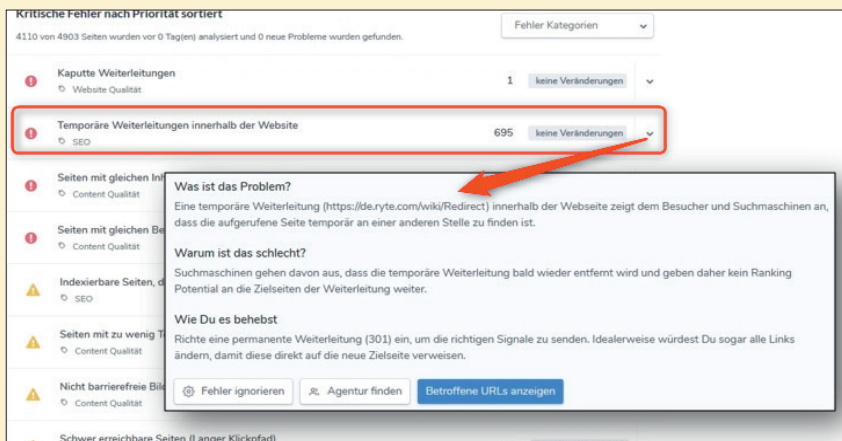 Kritische Fehler nach Priorität sortiert
Fehler Kategorien
4110 von 4903 Seiten wurden vor 0 Tag(en) analysiert und 0 neue Probleme wurden gefunden.
Kaputte Weiterleitungen
1 keine Veränderungen
Website Qualität
Temporäre Weiterleitungen innerhalb der Website
695 keine Veränderungen
SEO
Seiten mit gleichen
Content Qualität
Seiten mit gleichen
Content Qualität
Indexierbare Seiten,
SEO
Seiten mit zu wenig
Content Qualität
Nicht barrierefreie
Content Qualität
Schwer erreichbare Seiten (Langer Klickpfad)
Was ist das Problem?
Eine temporäre Weiterleitung (https://de.ryte.com/wiki/Redirect) innerhalb der Webseite zeigt dem Besucher und Suchmaschinen an,
dass die aufgerufene Seite temporär an einer anderen Stelle zu finden ist.
Warum ist das schlecht?
Suchmaschinen gehen davon aus, dass die temporäre Weiterleitung bald wieder entfernt wird und geben daher kein Ranking
Potential an die Zielseiten der Weiterleitung weiter.
Wie Du es behebst
Richte eine permanente Weiterleitung (301) ein, um die richtigen Signale zu senden. Idealerweise würdest Du sogar alle Links
ändern, damit diese direkt auf die neue Zielseite verweisen.
Fehler ignorieren
Agentur finden
Betroffene URLs anzeigen